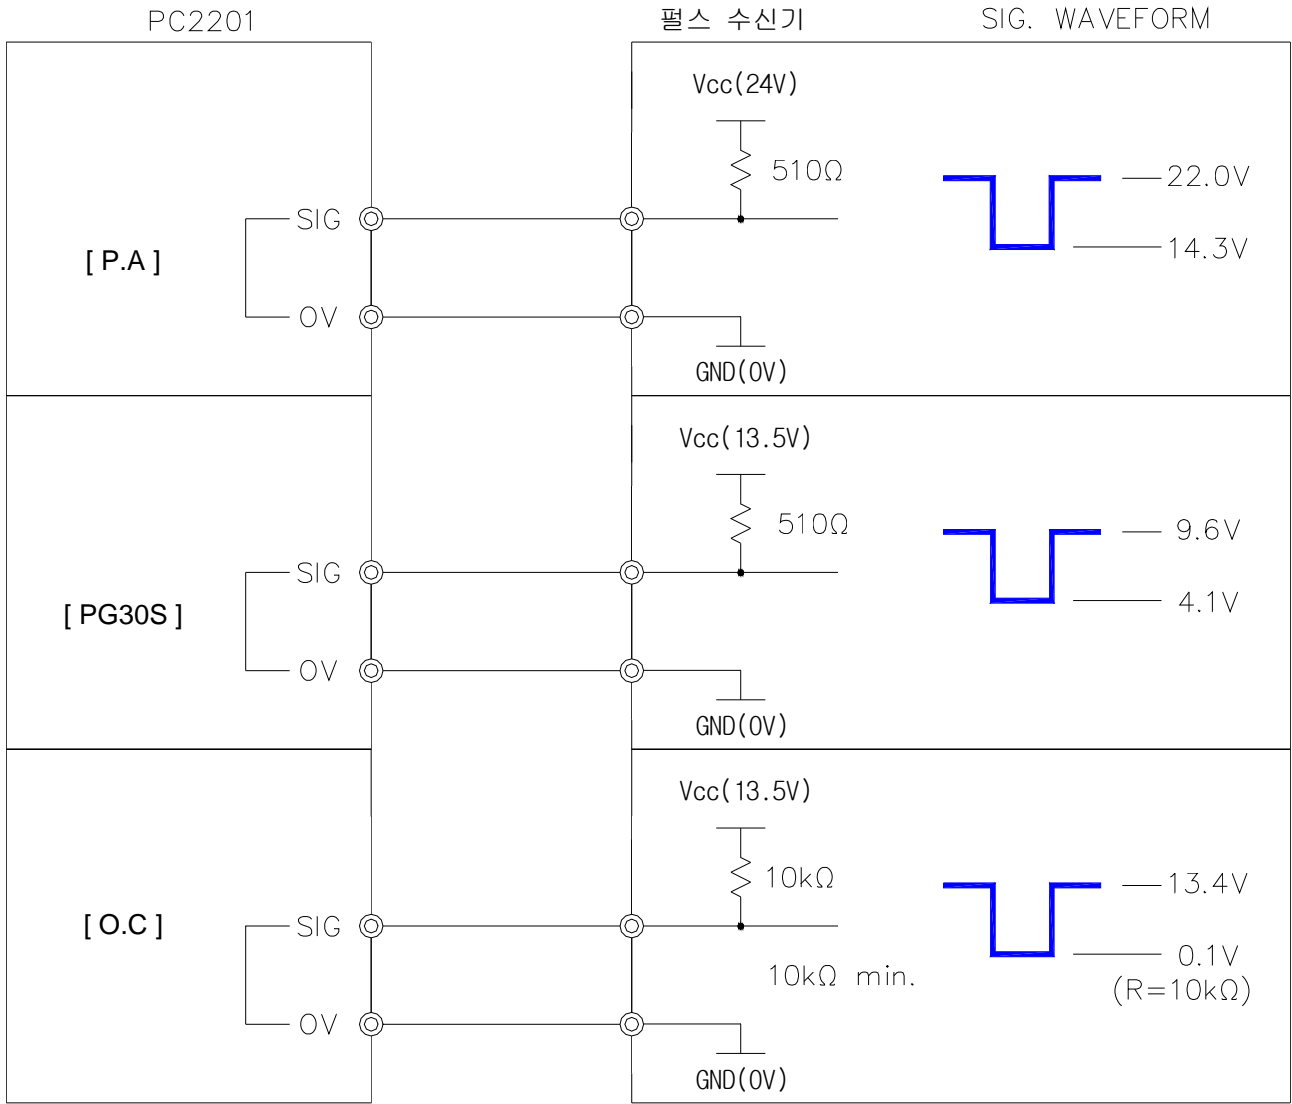 PC2201
펄스 수신기
SIG. WAVEFORM
Vcc(24V)
510Ω
22.0V
SIG
14.3V
[ P.A ]
0V
GND(0V)
Vcc(13.5V)
510Ω
9.6V
SIG
4.1V
[ PG30S ]
0V
GND(0V)
Vcc(13.5V)
10kΩ
13.4V
[ O.C ]
SIG
0.1V
10kΩ min.
(R=10kΩ)
0V
GND(0V)